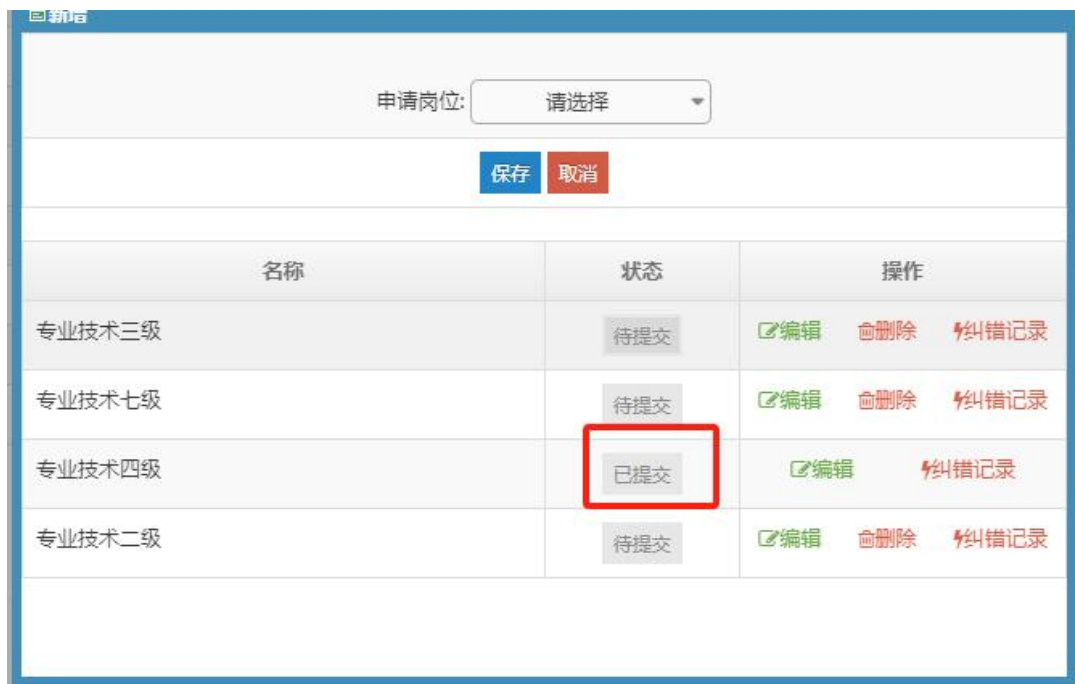 新增
申请岗位: 请选择
保存 取消
名称 状态 操作
专业技术三级 待提交 编辑 删除 纠错记录
专业技术七级 待提交 编辑 删除 纠错记录
专业技术四级 已提交 编辑 纠错记录
专业技术二级 待提交 编辑 删除 纠错记录